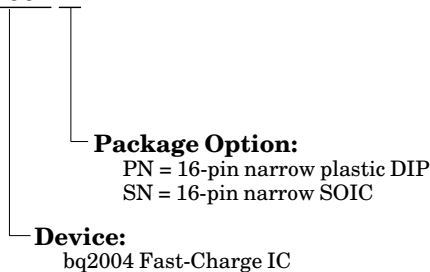 Package Option:
PN = 16-pin narrow plastic DIP
SN = 16-pin narrow SOIC
Device:
bq2004 Fast-Charge IC